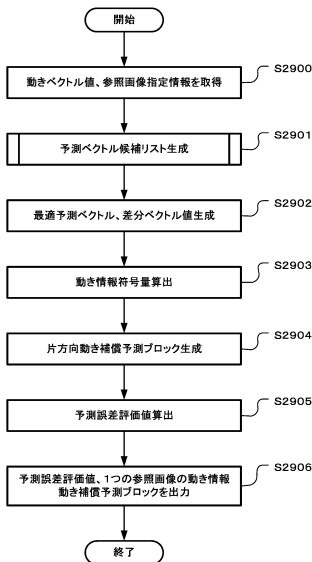 開始
動きベクトル値、参照画像指定情報を取得
S2900
予測ベクトル候補リスト生成
S2901
最適予測ベクトル、差分ベクトル値生成
S2902
動き情報符号量算出
S2903
片方向動き補償予測ブロック生成
S2904
予測誤差評価値算出
S2905
予測誤差評価値、1つの参照画像の動き情報
動き補償予測ブロックを出力
S2906
終了